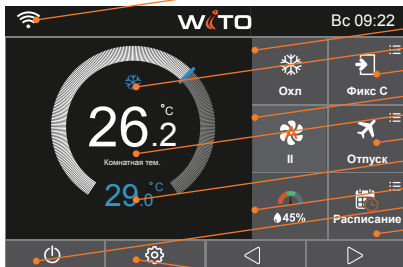 WiTO
Вс 09:22
Охл
Фикс С
26.2 °C
Комнатная тем.
II
Отпуск
29.0 °C
45%
Расписание